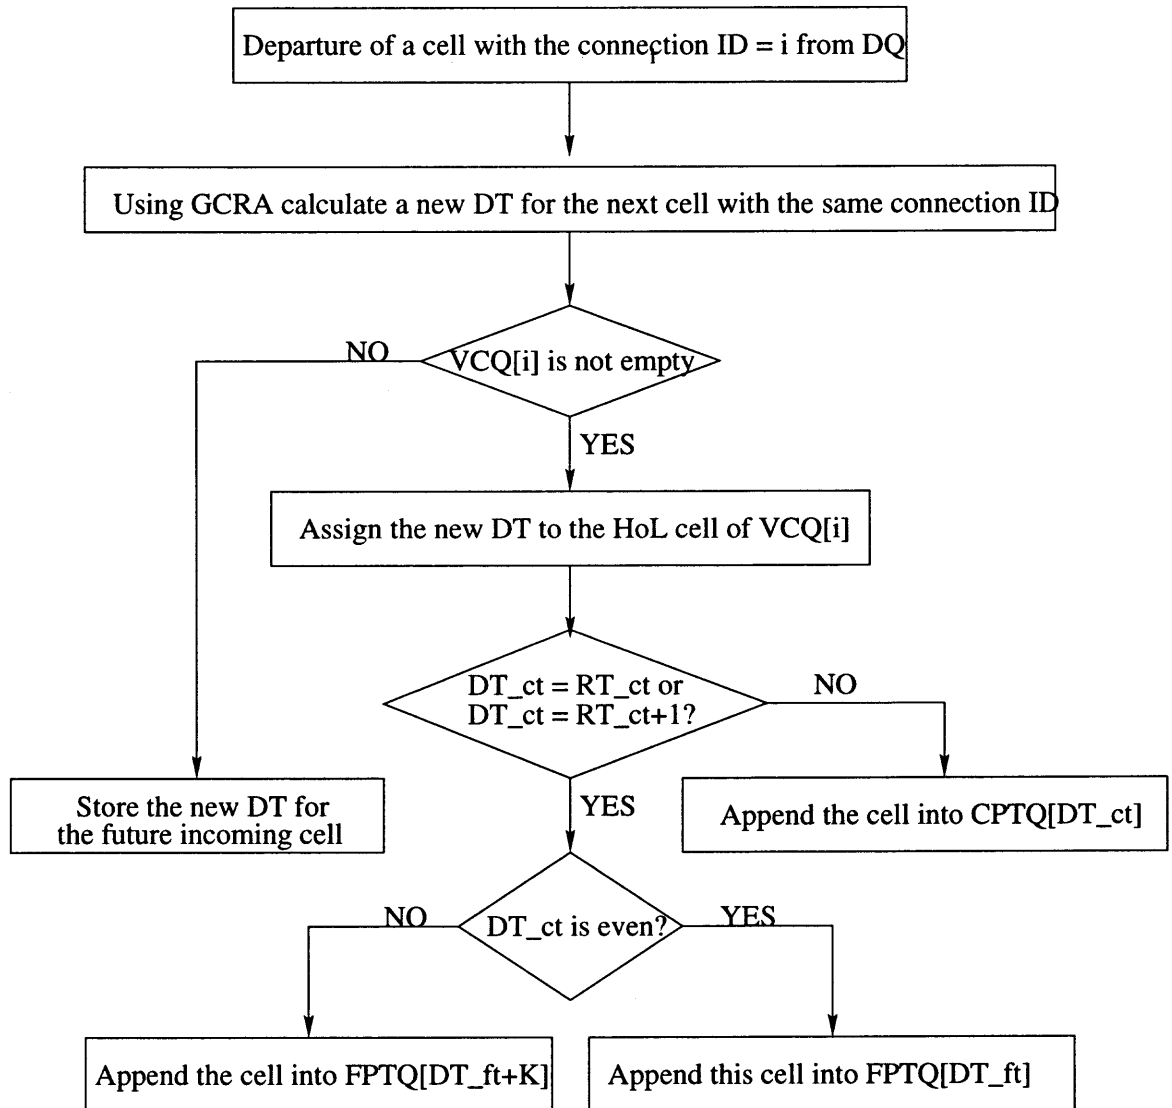 Departure of a cell with the connection ID = i from DQ
Using GCRA calculate a new DT for the next cell with the same connection ID
NO
VCQ[i] is not empty
YES
Assign the new DT to the HoL cell of VCQ[i]
DT_ct = RT_ct or
DT_ct = RT_ct+1?
NO
YES
Store the new DT for
the future incoming cell
Append the cell into CPTQ[DT_ct]
NO
DT_ct is even?
YES
Append the cell into FPTQ[DT_ft+K]
Append this cell into FPTQ[DT_ft]